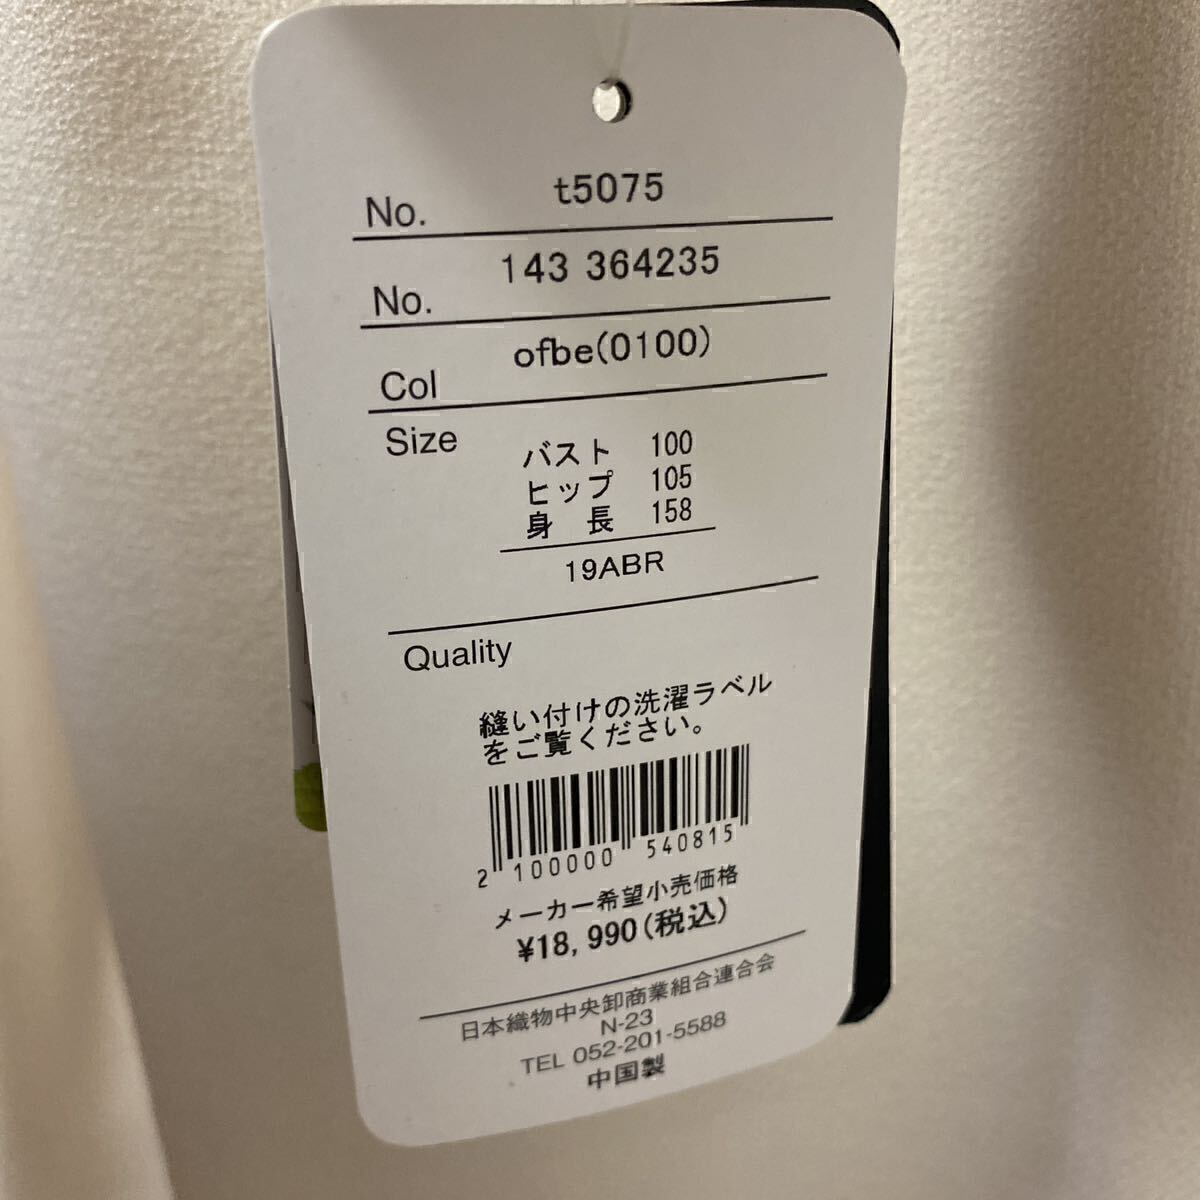 No. t5075
No. 143 364235
Col ofbe(0100)
Size
バスト 100
ヒップ 105
身 長 158
19ABR
Quality
縫い付けの洗濯ラベル
をご覧ください。
2 100000 540815
メーカー希望小売価格
¥18,990(税込)
日本織物中央卸商業組合連合会
N-23
TEL 052-201-5588
中国製